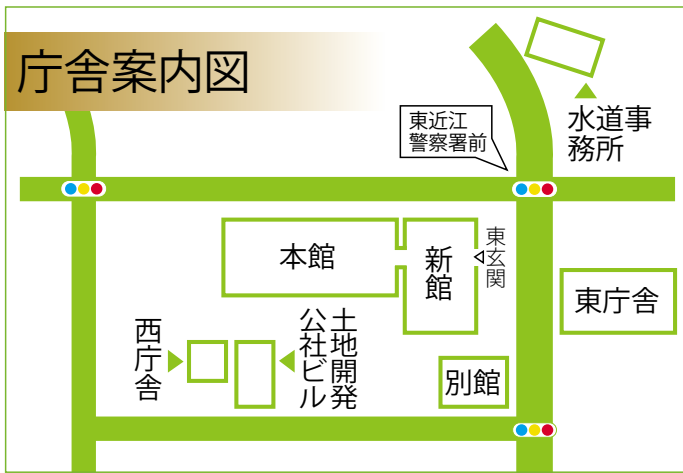 庁舎案内図
水道事
務所
東近江
警察署前
本館
新館
東玄関
東庁舎
西庁舎
土地開発
公社ビル
別館